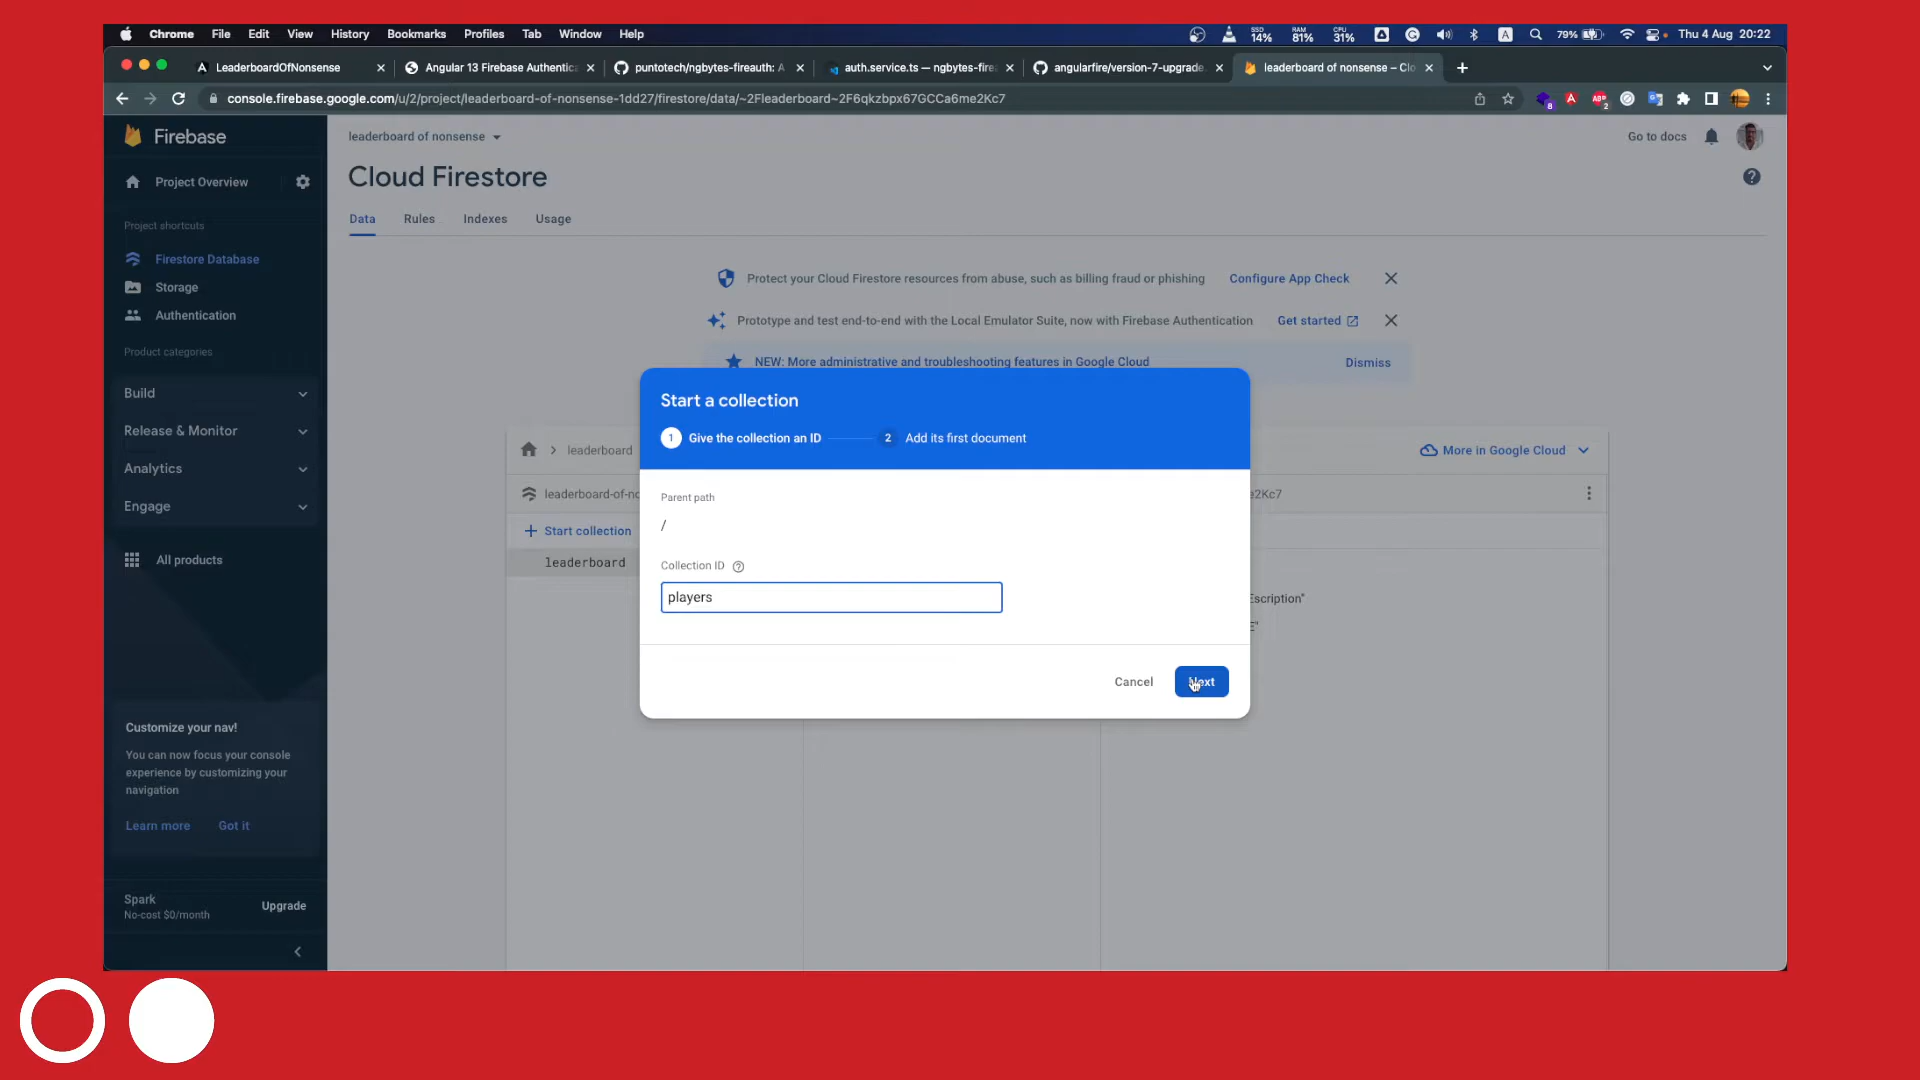 Chrome File Edit View History Bookmarks Profiles Tab Window Help
SSD 14% RAM 81% CPU 31% A 79% Thu 4 Aug 20:22
LeaderboardOfNonsense
Angular 13 Firebase Authentica
puntotech/ngbytes-fireauth: A
auth.service.ts — ngbytes-fire
angularfire/version-7-upgrade.
leaderboard of nonsense – Clo
console.firebase.google.com/u/2/project/leaderboard-of-nonsense-1dd27/firestore/data/~2Fleaderboard~2F6qkzbpx67GCCa6me2Kc7
Firebase
leaderboard of nonsense
Go to docs
Project Overview
Cloud Firestore
Data Rules Indexes Usage
Project shortcuts
Firestore Database
Storage
Authentication
Product categories
Build
Release & Monitor
Analytics
Engage
All products
Customize your nav!
You can now focus your console
experience by customizing your
navigation
Learn more Got it
Spark
No-cost $0/month
Upgrade
Protect your Cloud Firestore resources from abuse, such as billing fraud or phishing Configure App Check
Prototype and test end-to-end with the Local Emulator Suite, now with Firebase Authentication Get started
NEW: More administrative and troubleshooting features in Google Cloud Dismiss
leaderboard
More in Google Cloud
leaderboard-of-no
e2Kc7
Start collection
leaderboard
Escription"
E"
Start a collection
1 Give the collection an ID 2 Add its first document
Parent path
/
Collection ID
players
Cancel Next